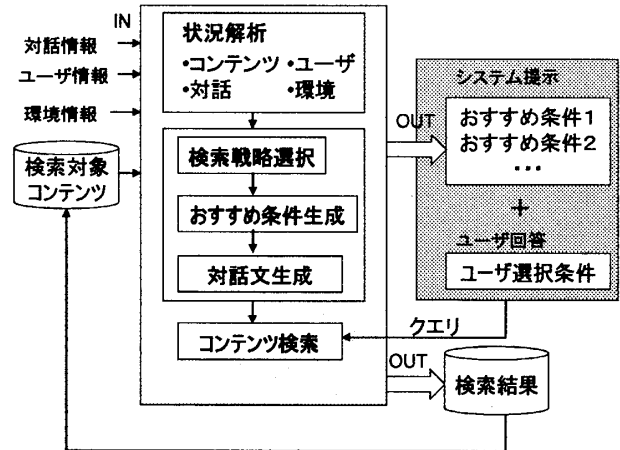 IN
対話情報
ユーザ情報
環境情報
検索対象
コンテンツ
状況解析
・コンテンツ ・ユーザ
・対話 ・環境
検索戦略選択
おすすめ条件生成
対話文生成
コンテンツ検索
OUT
システム提示
おすすめ条件1
おすすめ条件2
・・・
+
ユーザ回答
ユーザ選択条件
クエリ
OUT
検索結果